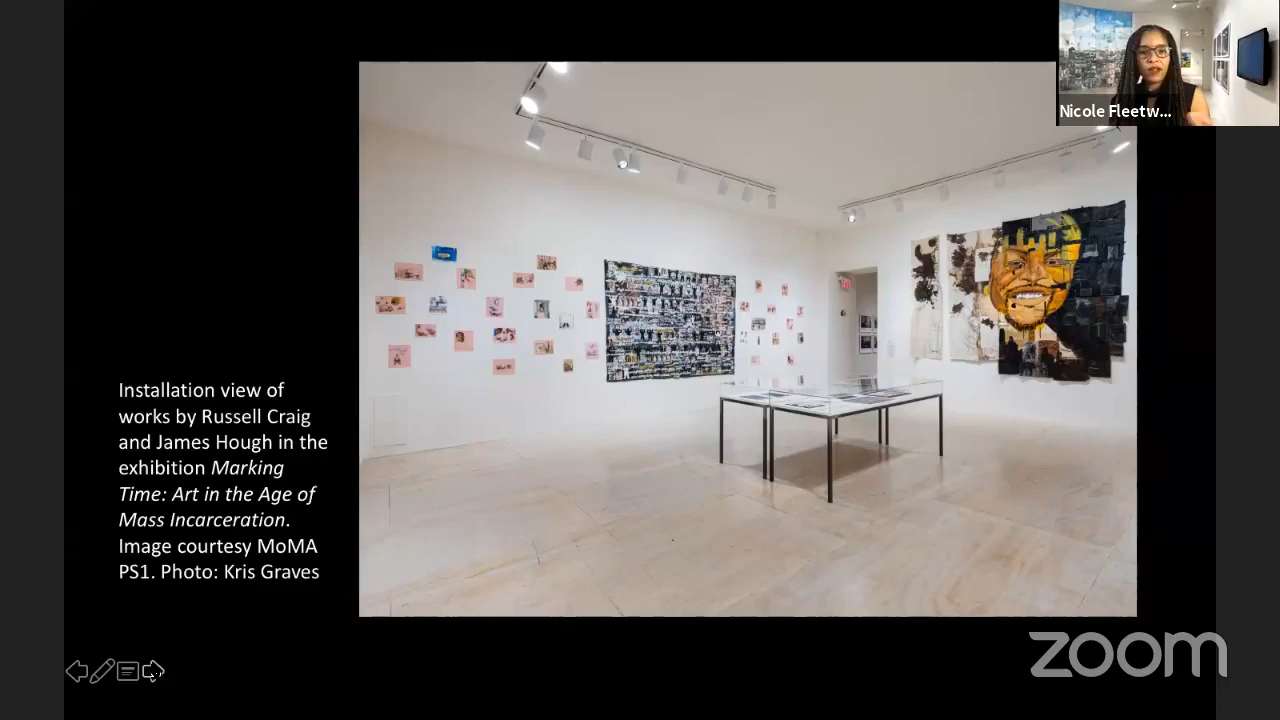 Nicole Fleetw...
Installation view of
works by Russell Craig
and James Hough in the
exhibition Marking
Time: Art in the Age of
Mass Incarceration.
Image courtesy MoMA
PS1. Photo: Kris Graves
zoom